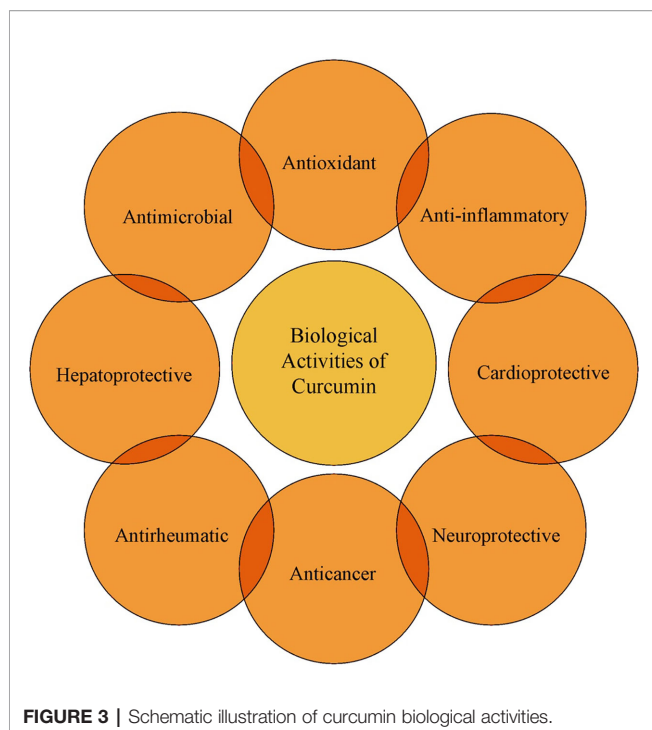 Antioxidant
Antimicrobial
Anti-inflammatory
Biological
Activities of
Curcumin
Hepatoprotective
Cardioprotective
Antirheumatic
Neuroprotective
Anticancer
FIGURE 3 | Schematic illustration of curcumin biological activities.